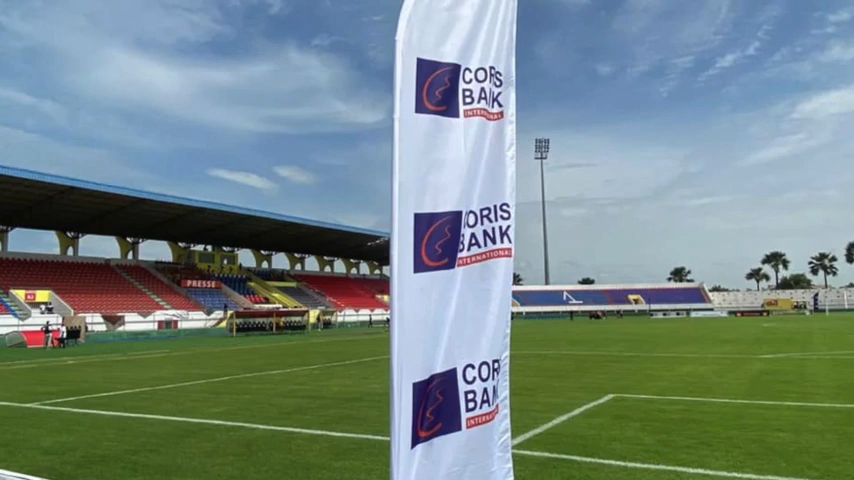 CORIS
BANK
INTERNATIONAL
CORIS
BANK
INTERNATIONAL
CORIS
BANK
INTERNATIONAL
PRESSE